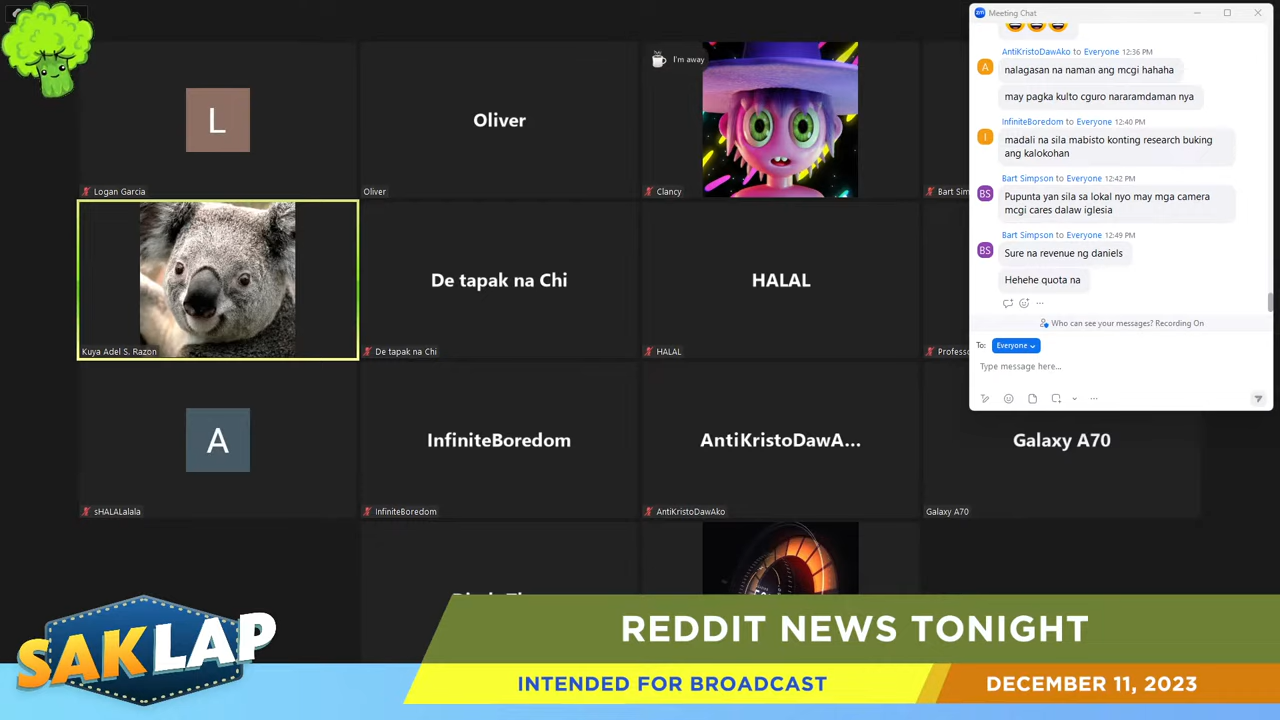 Meeting Chat
AntiKristoDawAko to Everyone 12:36 PM
A
nalagasan na naman ang mcgi hahaha
may pagka kulto cguro nararamdaman nya
InfiniteBoredom to Everyone 12:40 PM
I
madali na sila mabisto konting research buking
ang kalokohan
Bart Simpson to Everyone 12:42 PM
BS
Pupunta yan sila sa lokal nyo may mga camera
mcgi cares dalaw iglesia
Bart Simpson to Everyone 12:49 PM
BS
Sure na revenue ng daniels
Hehehe quota na
Who can see your messages? Recording On
To: Everyone
Type message here...
L
Logan Garcia
Oliver
Oliver
I'm away
Clancy
Bart Sim
Kuya Adel S. Razon
De tapak na Chi
De tapak na Chi
HALAL
HALAL
Profess
A
sHALALalala
InfiniteBoredom
InfiniteBoredom
AntiKristoDawA...
AntiKristoDawAko
Galaxy A70
Galaxy A70
SAKLAP
REDDIT NEWS TONIGHT
INTENDED FOR BROADCAST
DECEMBER 11, 2023